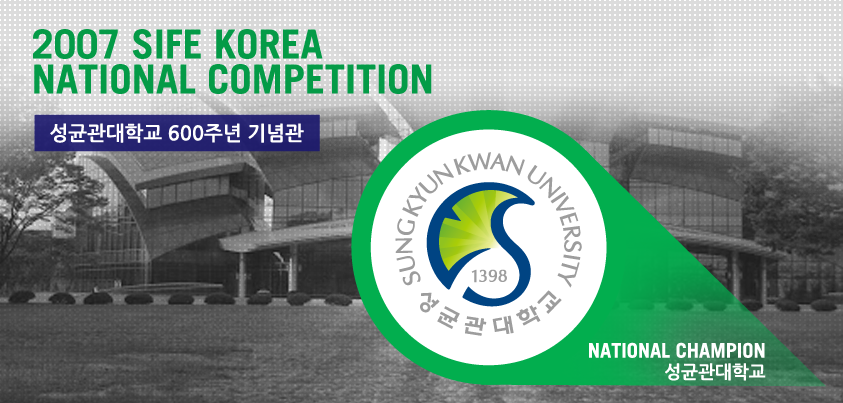 2007 SIFE KOREA
NATIONAL COMPETITION
성균관대학교 600주년 기념관
SUNGKYUNKWAN UNIVERSITY
1398
성균관대학교
NATIONAL CHAMPION
성균관대학교